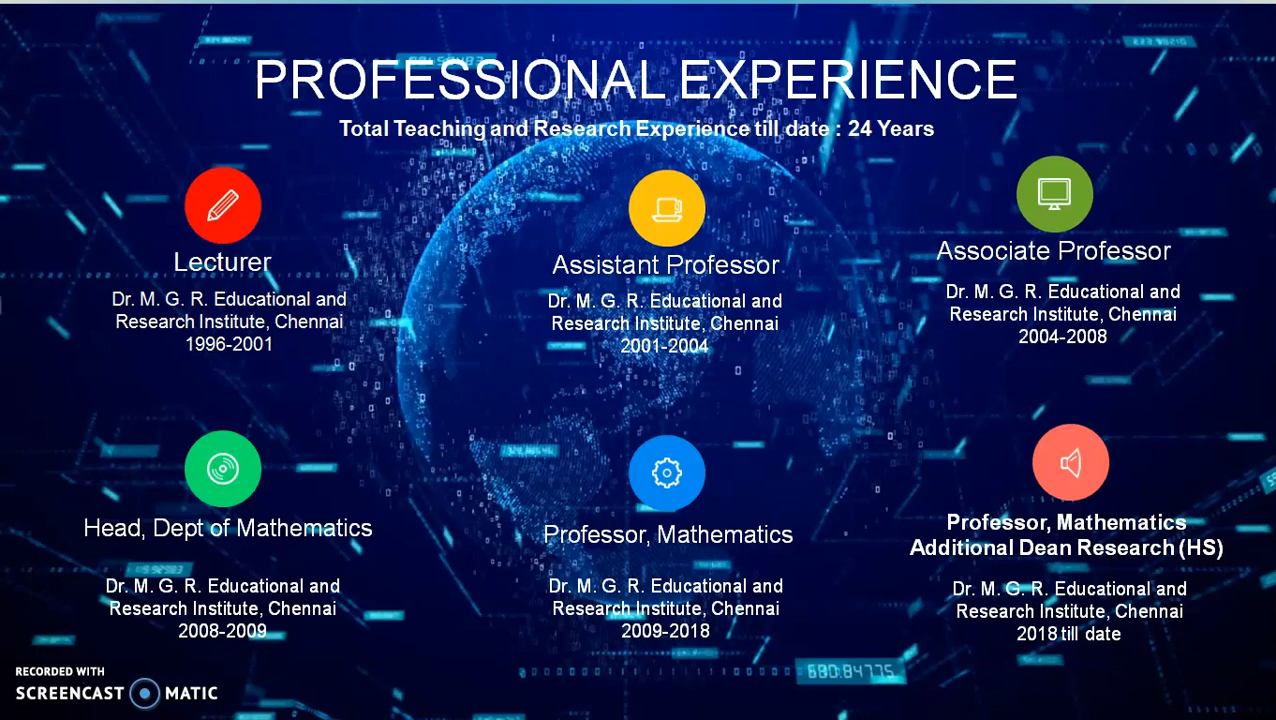 PROFESSIONAL EXPERIENCE
Total Teaching and Research Experience till date : 24 Years
Lecturer
Dr. M. G. R. Educational and
Research Institute, Chennai
1996-2001
Assistant Professor
Dr. M. G. R. Educational and
Research Institute, Chennai
2001-2004
Associate Professor
Dr. M. G. R. Educational and
Research Institute, Chennai
2004-2008
Head, Dept of Mathematics
Dr. M. G. R. Educational and
Research Institute, Chennai
2008-2009
Professor, Mathematics
Dr. M. G. R. Educational and
Research Institute, Chennai
2009-2018
Professor, Mathematics
Additional Dean Research (HS)
Dr. M. G. R. Educational and
Research Institute, Chennai
2018 till date
680.84775
RECORDED WITH
SCREENCAST MATIC